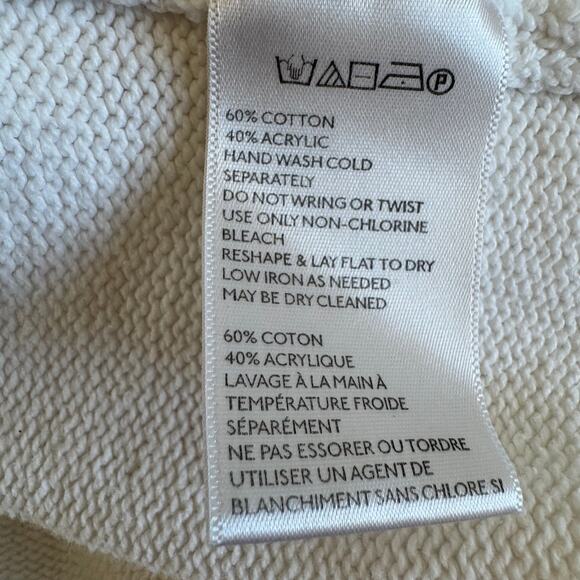 P
60% COTTON
40% ACRYLIC
HAND WASH COLD
SEPARATELY
DO NOT WRING OR TWIST
USE ONLY NON-CHLORINE
BLEACH
RESHAPE & LAY FLAT TO DRY
LOW IRON AS NEEDED
MAY BE DRY CLEANED
60% COTON
40% ACRYLIQUE
LAVAGE À LA MAIN À
TEMPÉRATURE FROIDE
SÉPARÉMENT
NE PAS ESSORER OU TORDRE
UTILISER UN AGENT DE
BLANCHIMENT SANS CHLORE SI